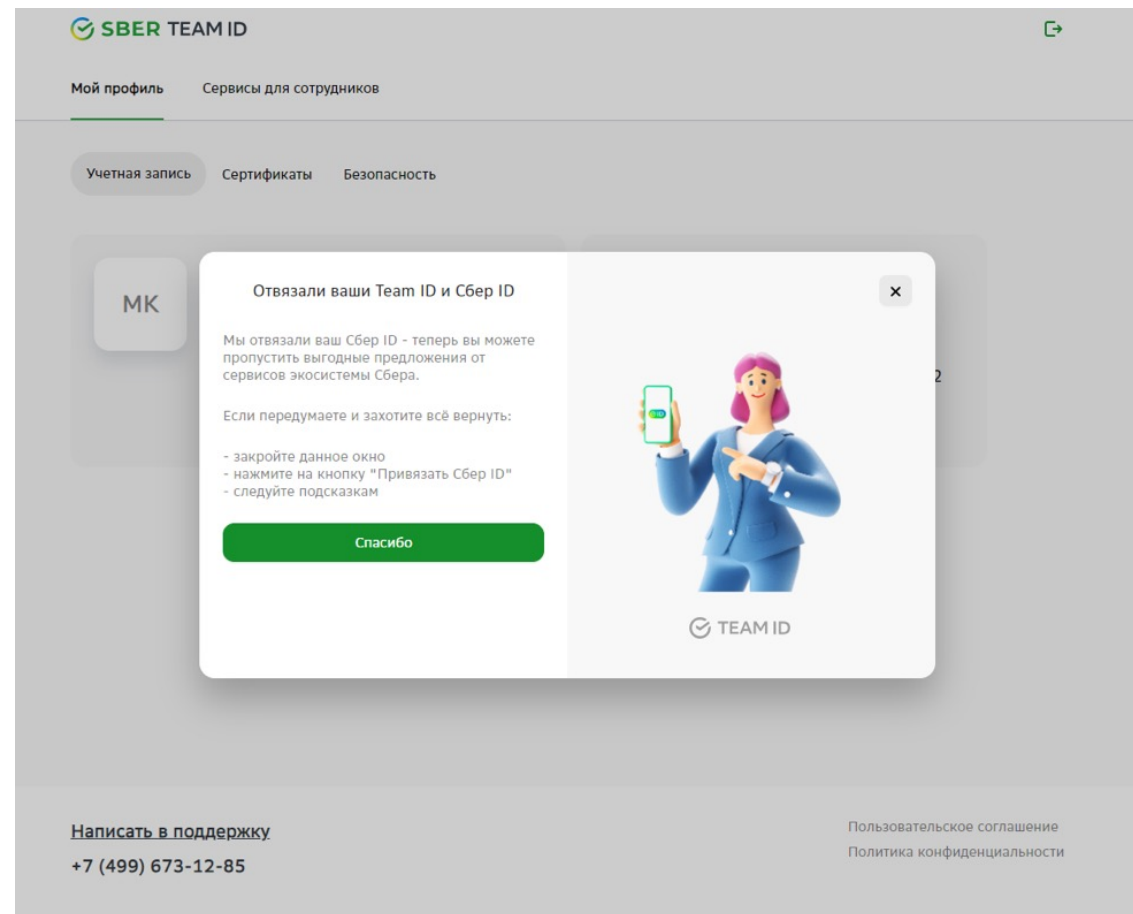 SBER TEAM ID
Мой профиль
Сервисы для сотрудников
Учетная запись
Сертификаты
Безопасность
МК
Отвязали ваши Team ID и Сбер ID
Мы отвязали ваш Сбер ID - теперь вы можете
пропустить выгодные предложения от
сервисов экосистемы Сбера.
Если передумаете и захотите всё вернуть:
- закройте данное окно
- нажмите на кнопку "Привязать Сбер ID"
- следуйте подсказкам
Спасибо
2
ID
TEAM ID
Написать в поддержку
+7 (499) 673-12-85
Пользовательское соглашение
Политика конфиденциальности